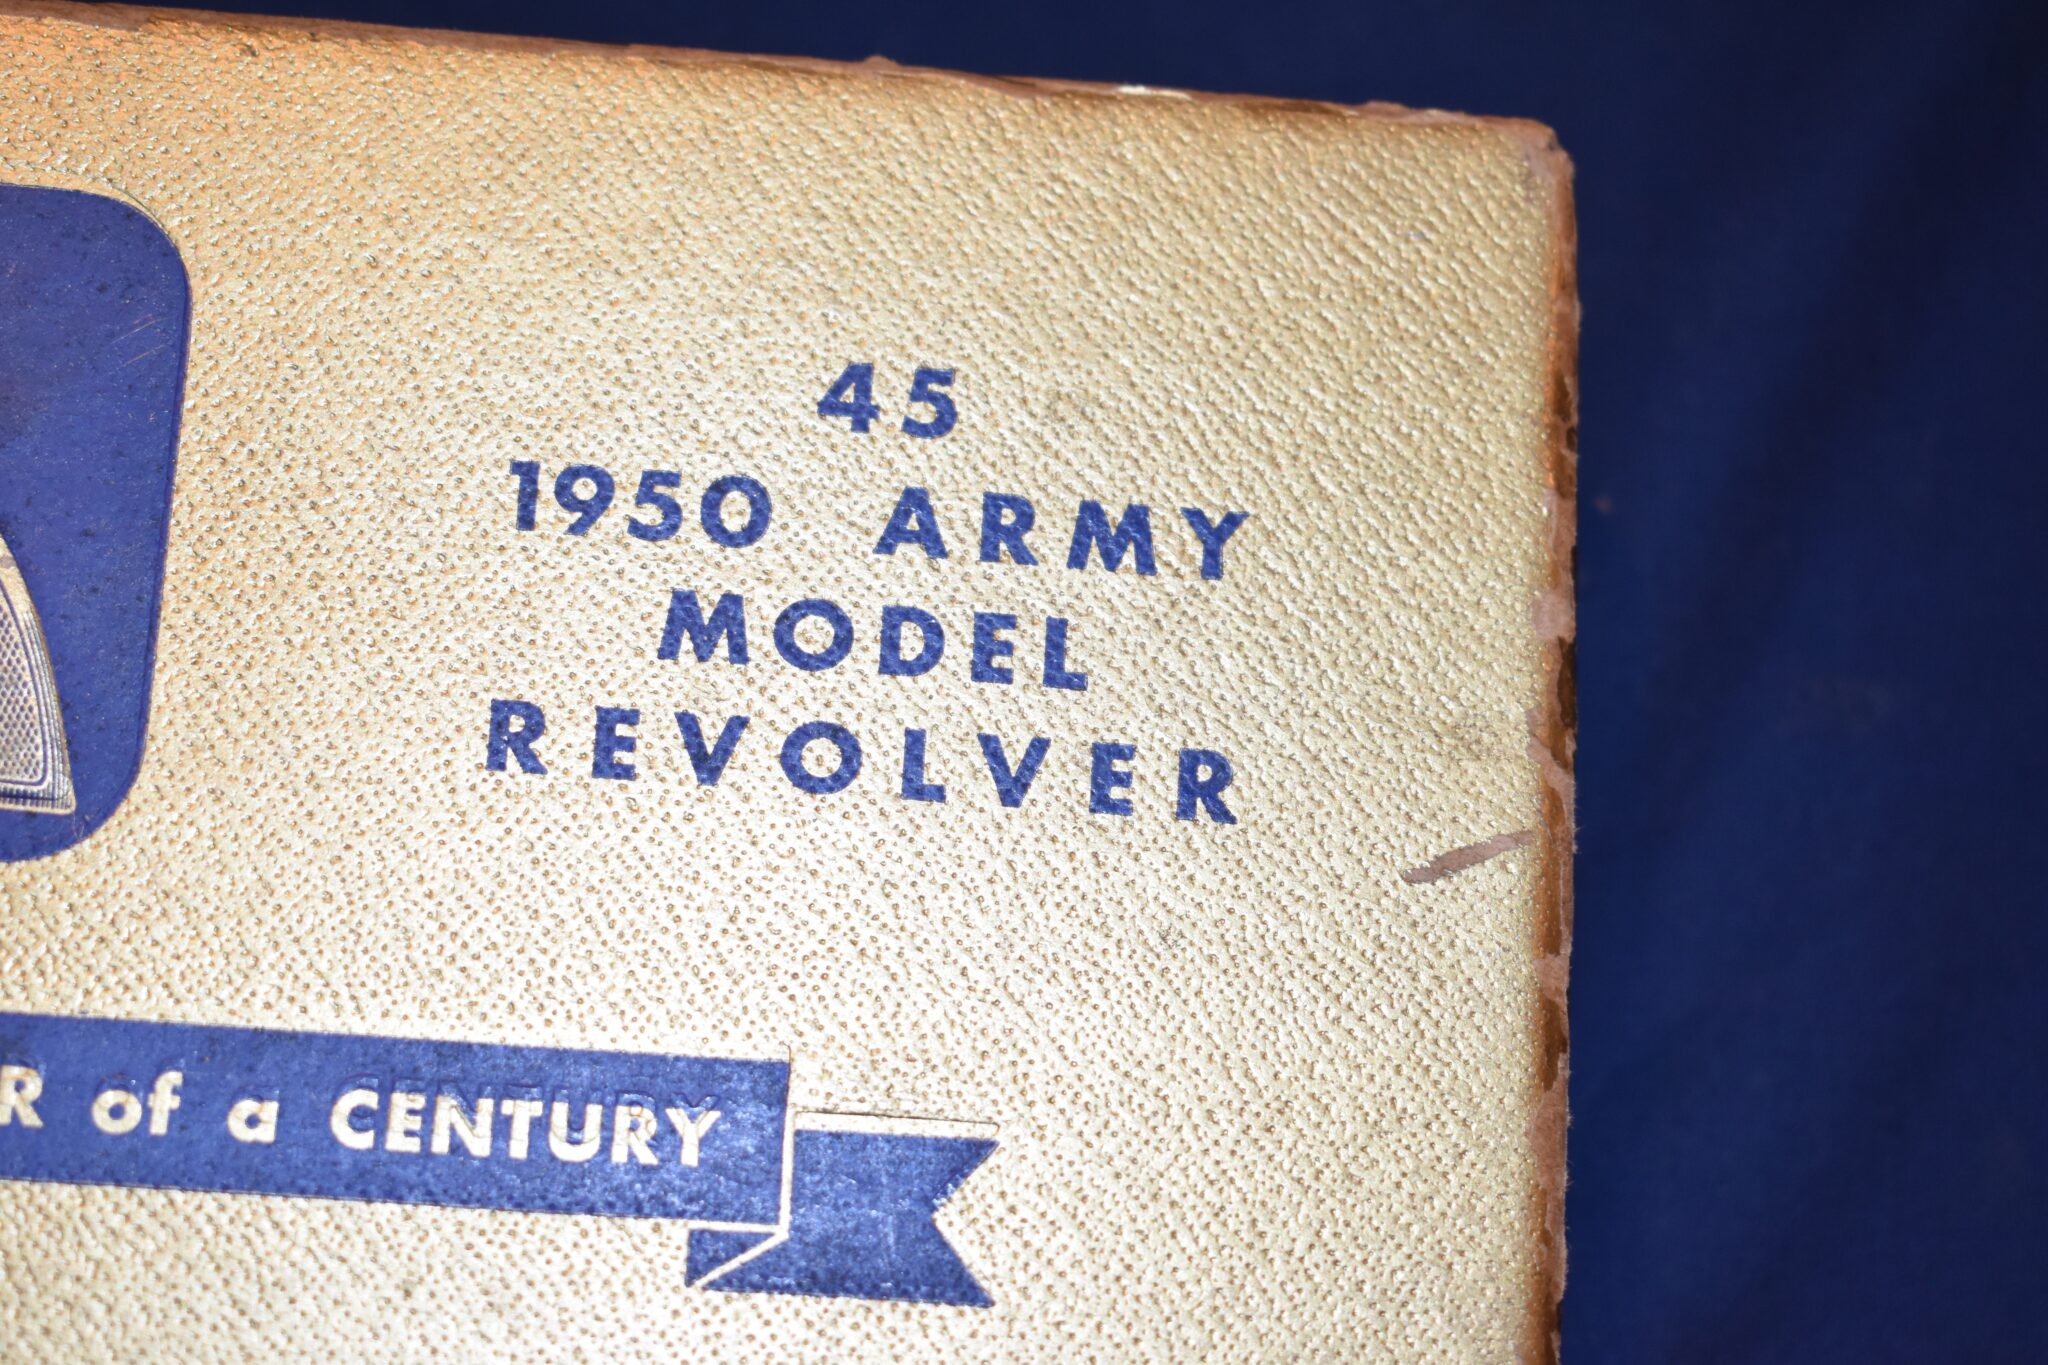 45
1950 ARMY
MODEL
REVOLVER
R of a CENTURY